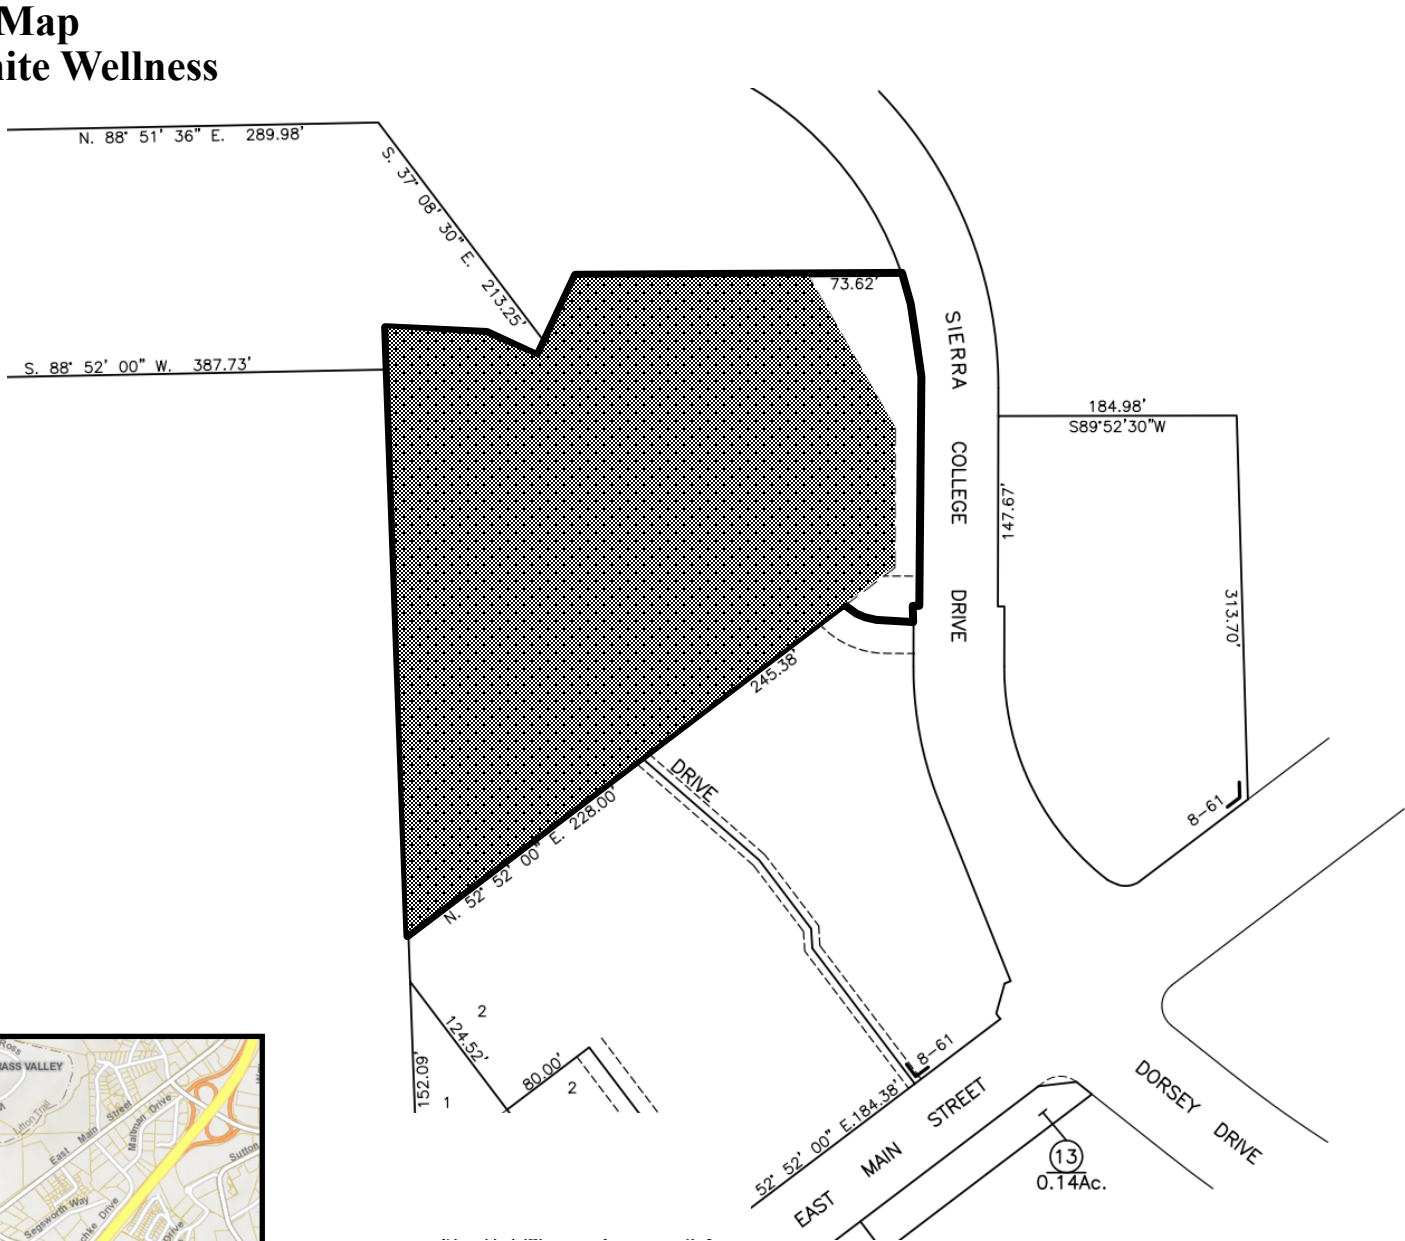 Map
ite Wellness
N. 88° 51' 36" E. 289.98'
S. 37° 08' 30" E. 213.25'
73.62'
S. 88° 52' 00" W. 387.73'
SIERRA COLLEGE DRIVE
184.98'
S89°52'30"W
147.67'
313.70'
245.38'
DRIVE
N. 52° 52' 00" E. 228.00'
8-61
2
124.52'
80.00'
2
152.09'
1
8-61
52° 52' 00" E. 184.38'
EAST MAIN STREET
DORSEY DRIVE
13
0.14Ac.
Ross
ASS VALLEY
Litton Trail
East Main Street
Maltman Drive
Sutton
Segsworth Way
Drive
Drive